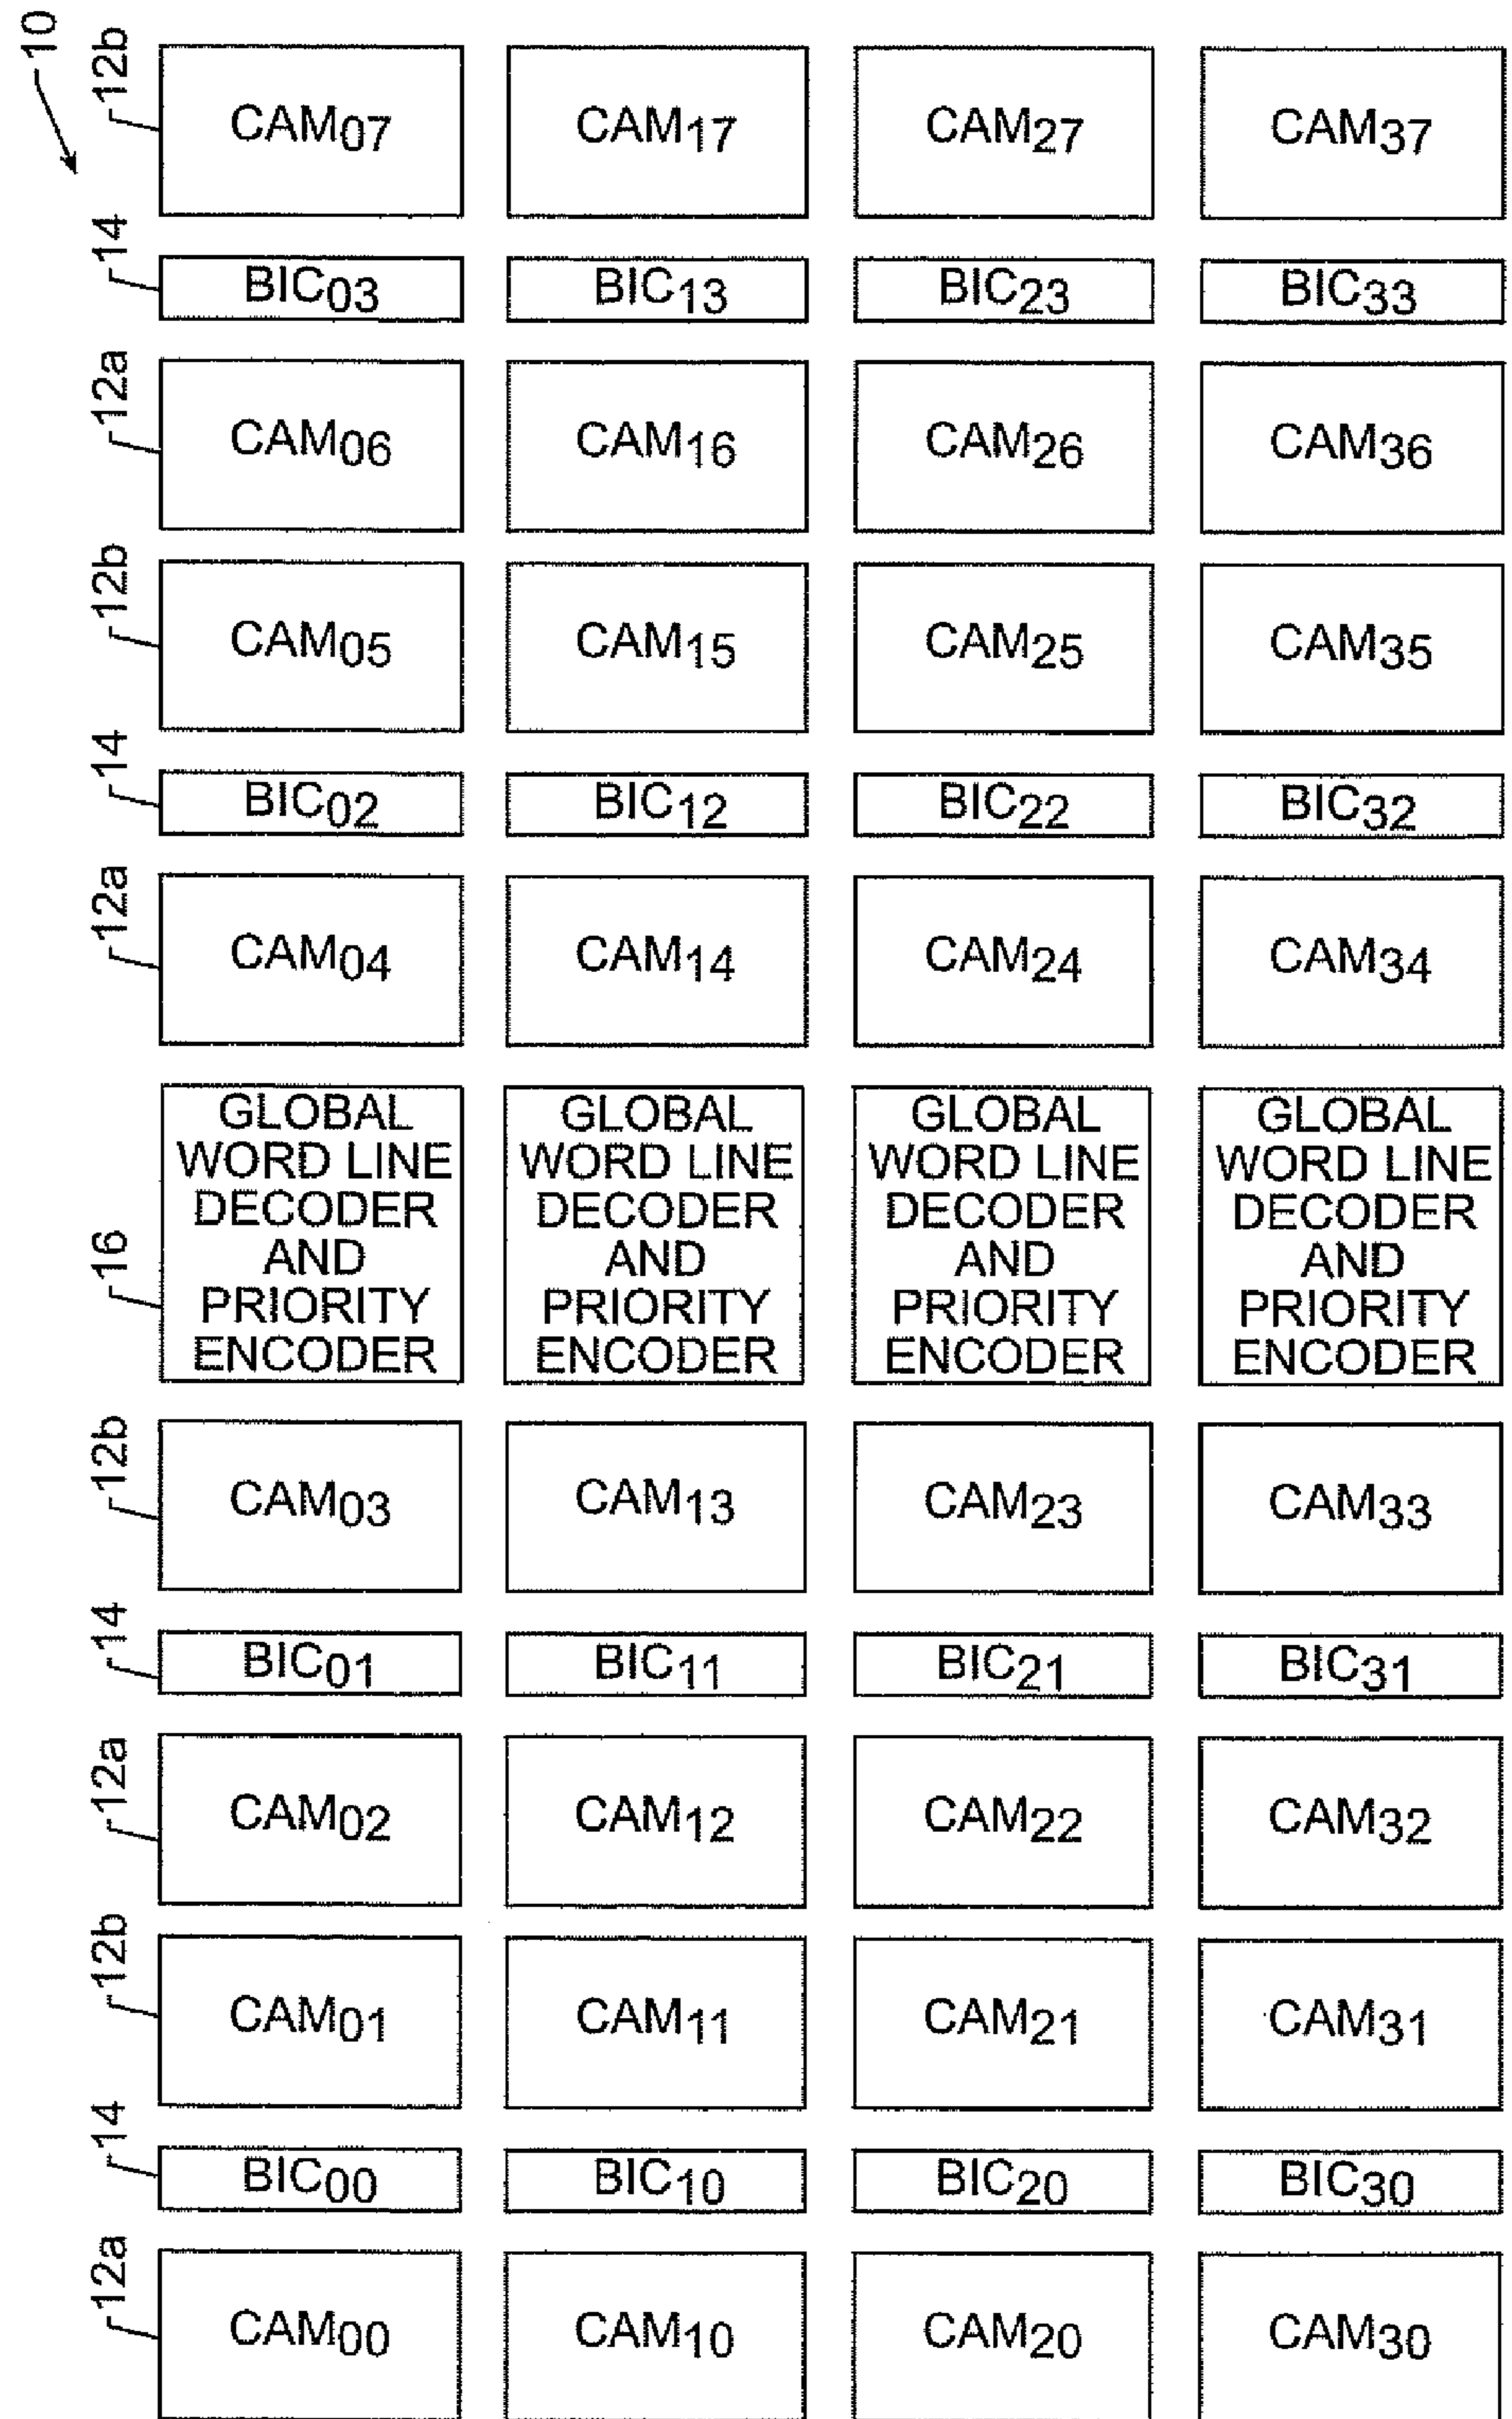 10
12b CAM07 CAM17 CAM27 CAM37
14 BIC03 BIC13 BIC23 BIC33
12a CAM06 CAM16 CAM26 CAM36
12b CAM05 CAM15 CAM25 CAM35
14 BIC02 BIC12 BIC22 BIC32
12a CAM04 CAM14 CAM24 CAM34
16
GLOBAL
WORD LINE
DECODER
AND
PRIORITY
ENCODER
GLOBAL
WORD LINE
DECODER
AND
PRIORITY
ENCODER
GLOBAL
WORD LINE
DECODER
AND
PRIORITY
ENCODER
GLOBAL
WORD LINE
DECODER
AND
PRIORITY
ENCODER
12b CAM03 CAM13 CAM23 CAM33
14 BIC01 BIC11 BIC21 BIC31
12a CAM02 CAM12 CAM22 CAM32
12b CAM01 CAM11 CAM21 CAM31
14 BIC00 BIC10 BIC20 BIC30
12a CAM00 CAM10 CAM20 CAM30